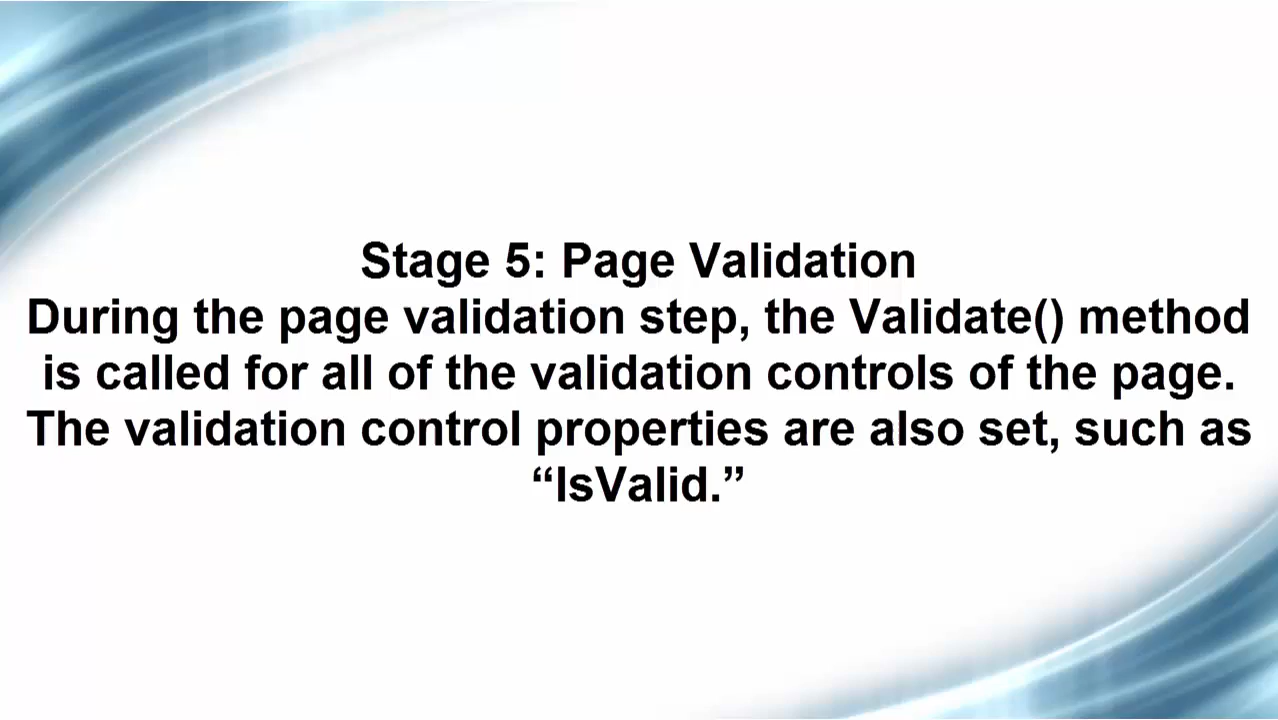 Stage 5: Page Validation
During the page validation step, the Validate() method
is called for all of the validation controls of the page.
The validation control properties are also set, such as
“IsValid.”